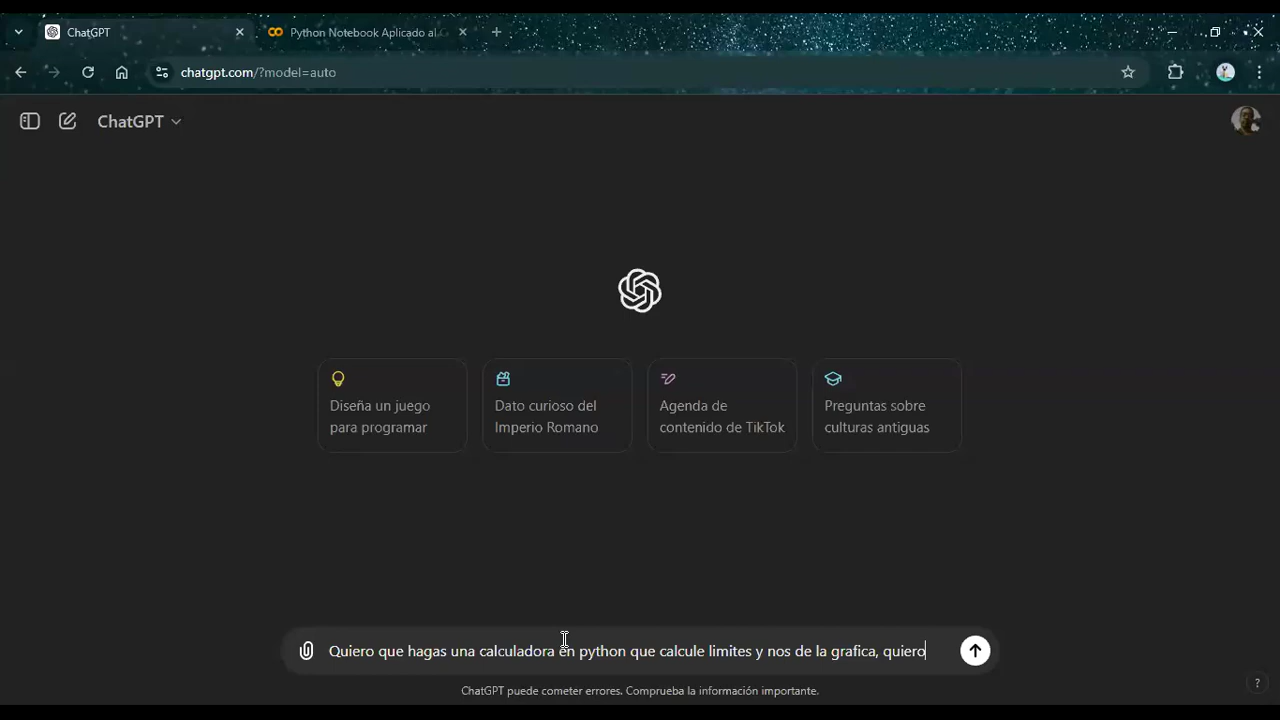 ChatGPT
Python Notebook Aplicado al
chatgpt.com/?model=auto
ChatGPT
Diseña un juego
para programar
Dato curioso del
Imperio Romano
Agenda de
contenido de TikTok
Preguntas sobre
culturas antiguas
Quiero que hagas una calculadora en python que calcule limites y nos de la grafica, quiero
ChatGPT puede cometer errores. Comprueba la información importante.
?